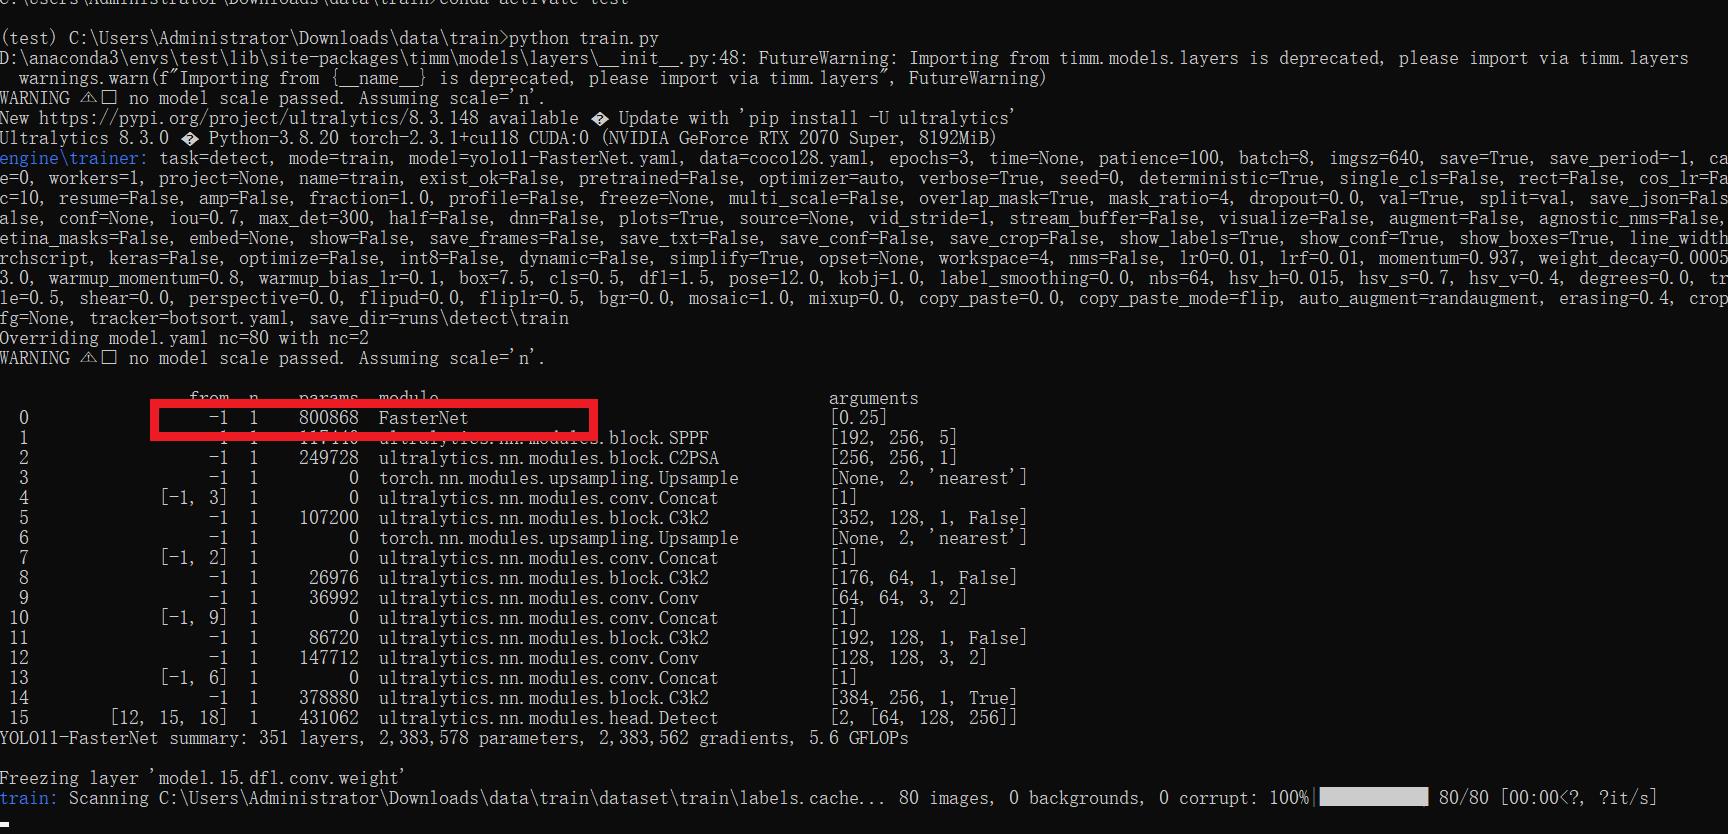 C:\Users\Administrator\Downloads\data\train>conda activate test
(test) C:\Users\Administrator\Downloads\data\train>python train.py
D:\anaconda3\envs\test\lib\site-packages\timm\models\layers\__init__.py:48: FutureWarning: Importing from timm.models.layers is deprecated, please import via timm.layers
warnings.warn(f"Importing from {__name__} is deprecated, please import via timm.layers", FutureWarning)
WARNING ⚠□ no model scale passed. Assuming scale='n'.
New https://pypi.org/project/ultralytics/8.3.148 available � Update with 'pip install -U ultralytics'
Ultralytics 8.3.0 � Python-3.8.20 torch-2.3.1+cu118 CUDA:0 (NVIDIA GeForce RTX 2070 Super, 8192MiB)
engine\trainer: task=detect, mode=train, model=yolo11-FasterNet.yaml, data=coco128.yaml, epochs=3, time=None, patience=100, batch=8, imgsz=640, save=True, save_period=-1, ca
e=0, workers=1, project=None, name=train, exist_ok=False, pretrained=False, optimizer=auto, verbose=True, seed=0, deterministic=True, single_cls=False, rect=False, cos_lr=Fa
c=10, resume=False, amp=False, fraction=1.0, profile=False, freeze=None, multi_scale=False, overlap_mask=True, mask_ratio=4, dropout=0.0, val=True, split=val, save_json=Fals
alse, conf=None, iou=0.7, max_det=300, half=False, dnn=False, plots=True, source=None, vid_stride=1, stream_buffer=False, visualize=False, augment=False, agnostic_nms=False,
etina_masks=False, embed=None, show=False, save_frames=False, save_txt=False, save_conf=False, save_crop=False, show_labels=True, show_conf=True, show_boxes=True, line_width
rchscript, keras=False, optimize=False, int8=False, dynamic=False, simplify=True, opset=None, workspace=4, nms=False, lr0=0.01, lrf=0.01, momentum=0.937, weight_decay=0.0005
3.0, warmup_momentum=0.8, warmup_bias_lr=0.1, box=7.5, cls=0.5, dfl=1.5, pose=12.0, kobj=1.0, label_smoothing=0.0, nbs=64, hsv_h=0.015, hsv_s=0.7, hsv_v=0.4, degrees=0.0, tr
le=0.5, shear=0.0, perspective=0.0, flipud=0.0, fliplr=0.5, bgr=0.0, mosaic=1.0, mixup=0.0, copy_paste=0.0, copy_paste_mode=flip, auto_augment=randaugment, erasing=0.4, crop
fg=None, tracker=botsort.yaml, save_dir=runs\detect\train
Overriding model.yaml nc=80 with nc=2
WARNING ⚠□ no model scale passed. Assuming scale='n'.
from n params module arguments
0 -1 1 800868 FasterNet [0.25]
1 -1 1 117440 ultralytics.nn.modules.block.SPPF [192, 256, 5]
2 -1 1 249728 ultralytics.nn.modules.block.C2PSA [256, 256, 1]
3 -1 1 0 torch.nn.modules.upsampling.Upsample [None, 2, 'nearest']
4 [-1, 3] 1 0 ultralytics.nn.modules.conv.Concat [1]
5 -1 1 107200 ultralytics.nn.modules.block.C3k2 [352, 128, 1, False]
6 -1 1 0 torch.nn.modules.upsampling.Upsample [None, 2, 'nearest']
7 [-1, 2] 1 0 ultralytics.nn.modules.conv.Concat [1]
8 -1 1 26976 ultralytics.nn.modules.block.C3k2 [176, 64, 1, False]
9 -1 1 36992 ultralytics.nn.modules.conv.Conv [64, 64, 3, 2]
10 [-1, 9] 1 0 ultralytics.nn.modules.conv.Concat [1]
11 -1 1 86720 ultralytics.nn.modules.block.C3k2 [192, 128, 1, False]
12 -1 1 147712 ultralytics.nn.modules.conv.Conv [128, 128, 3, 2]
13 [-1, 6] 1 0 ultralytics.nn.modules.conv.Concat [1]
14 -1 1 378880 ultralytics.nn.modules.block.C3k2 [384, 256, 1, True]
15 [12, 15, 18] 1 431062 ultralytics.nn.modules.head.Detect [2, [64, 128, 256]]
YOLO11-FasterNet summary: 351 layers, 2,383,578 parameters, 2,383,562 gradients, 5.6 GFLOPs
Freezing layer 'model.15.dfl.conv.weight'
train: Scanning C:\Users\Administrator\Downloads\data\train\dataset\train\labels.cache... 80 images, 0 backgrounds, 0 corrupt: 100%| 80/80 [00:00<?, ?it/s]